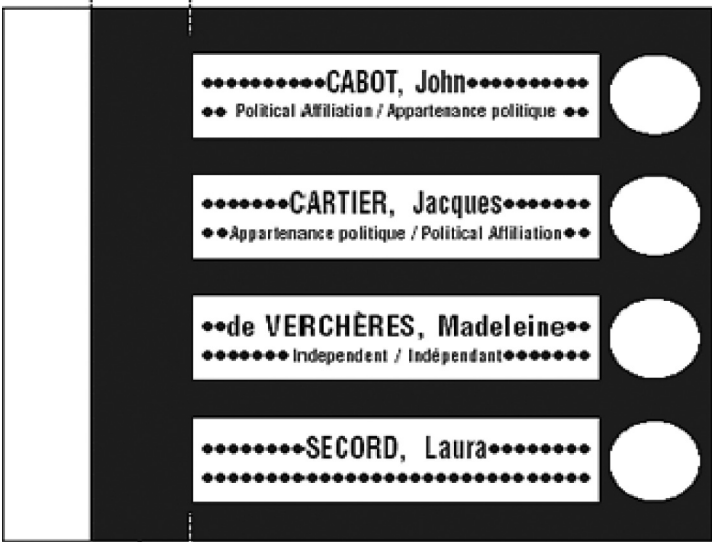 CABOT, John
Political Affiliation / Appartenance politique
CARTIER, Jacques
Appartenance politique / Political Affiliation
de VERCHÈRES, Madeleine
Independent / Indépendant
SECORD, Laura